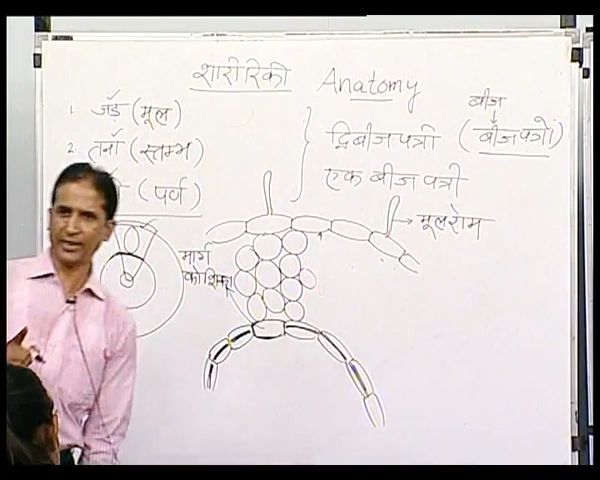 शारीरिकी Anatomy
1. जड़ें (मूल)
2. तनाँ (स्तम्भ)
(पर्ण)
बीज
द्विबीजपत्री (बीजपत्रों)
एक बीज पत्री
मूलरोम
मार्ग
कोशिका